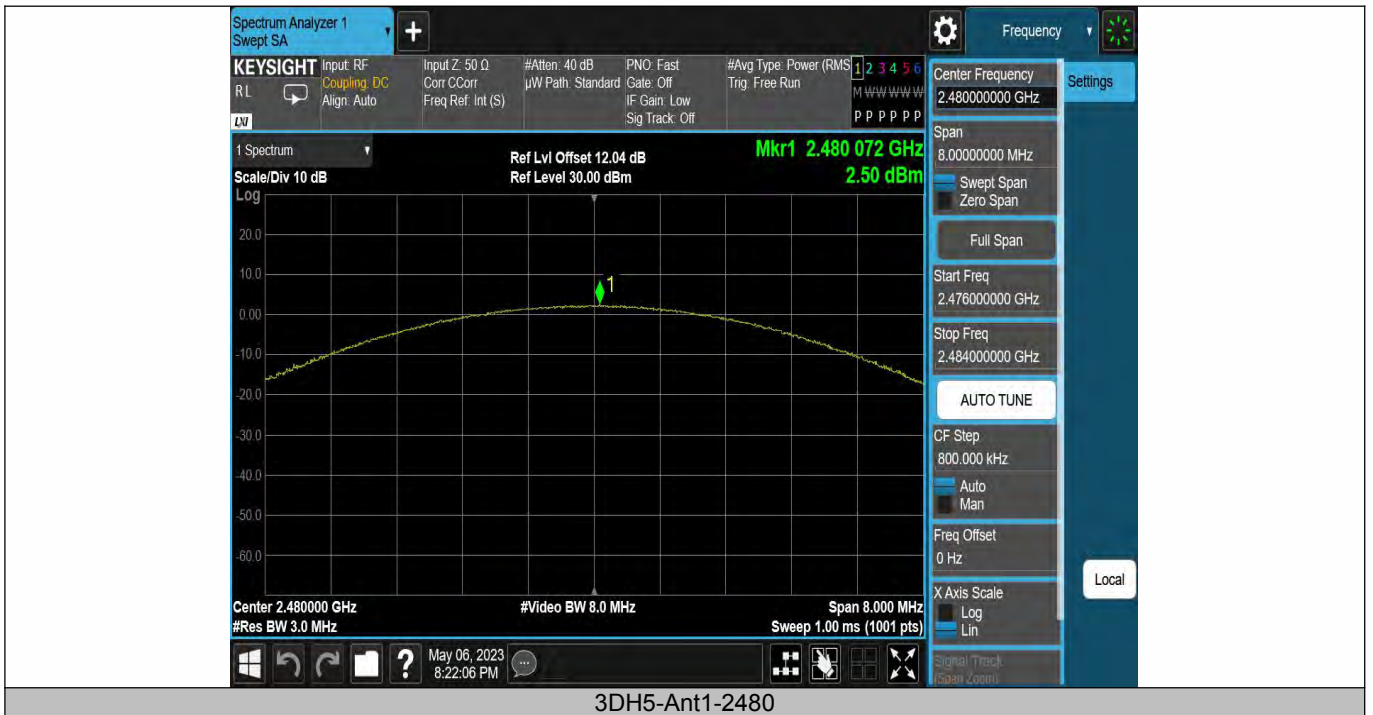 Spectrum Analyzer 1
Swept SA
+
Frequency
KEYSIGHT
RL
LXI
Input: RF
Coupling: DC
Align: Auto
Input Z: 50 Ω
Corr CCorr
Freq Ref: Int (S)
#Atten: 40 dB
µW Path: Standard
PNO: Fast
Gate: Off
IF Gain: Low
Sig Track: Off
#Avg Type: Power (RMS
Trig: Free Run
1 2 3 4 5 6
M W W W W W
P P P P P P
1 Spectrum
Scale/Div 10 dB
Ref Lvl Offset 12.04 dB
Ref Level 30.00 dBm
Mkr1 2.480 072 GHz
2.50 dBm
Log
20.0
10.0
1
0.00
-10.0
-20.0
-30.0
-40.0
-50.0
-60.0
Center 2.480000 GHz
#Video BW 8.0 MHz
Span 8.000 MHz
#Res BW 3.0 MHz
Sweep 1.00 ms (1001 pts)
Center Frequency
2.480000000 GHz
Settings
Span
8.00000000 MHz
Swept Span
Zero Span
Full Span
Start Freq
2.476000000 GHz
Stop Freq
2.484000000 GHz
AUTO TUNE
CF Step
800.000 kHz
Auto
Man
Freq Offset
0 Hz
Local
X Axis Scale
Log
Lin
Signal Track
(Span Zoom)
?
May 06, 2023
8:22:06 PM
3DH5-Ant1-2480